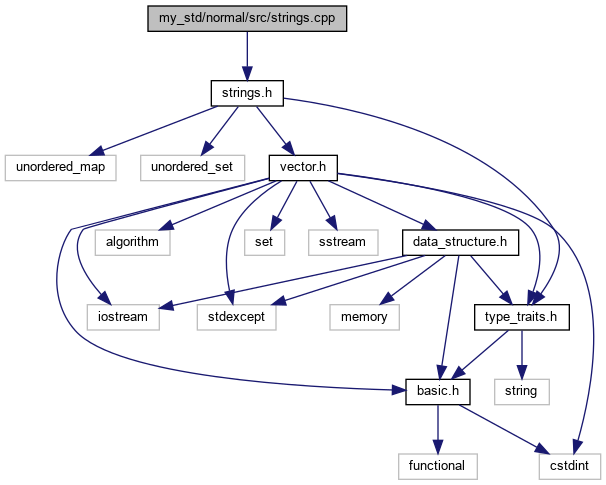 my_std/normal/src/strings.cpp
strings.h
unordered_map
unordered_set
vector.h
algorithm
set
sstream
data_structure.h
iostream
stdexcept
memory
type_traits.h
basic.h
string
functional
cstdint